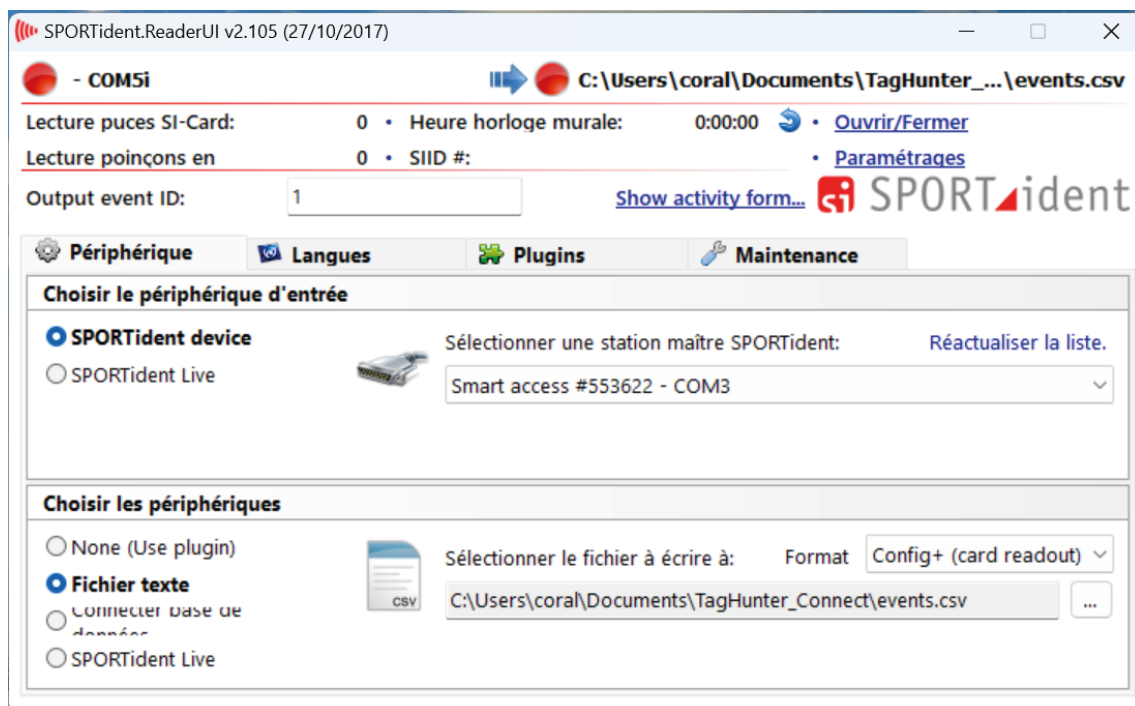 SPORTident.ReaderUI v2.105 (27/10/2017)
- COM5i C:\Users\coral\Documents\TagHunter_...\events.csv
Lecture puces SI-Card: 0 • Heure horloge murale: 0:00:00 • Ouvrir/Fermer
Lecture poinçons en 0 • SIID #: • Paramétrages
Output event ID: 1 Show activity form... SPORTident
Périphérique Langues Plugins Maintenance
Choisir le périphérique d'entrée
SPORTident device
Sélectionner une station maître SPORTident: Réactualiser la liste.
SPORTident Live
Smart access #553622 - COM3
Choisir les périphériques
None (Use plugin)
Sélectionner le fichier à écrire à: Format Config+ (card readout)
Fichier texte
CSV
C:\Users\coral\Documents\TagHunter_Connect\events.csv ...
Connecter base de
données
SPORTident Live